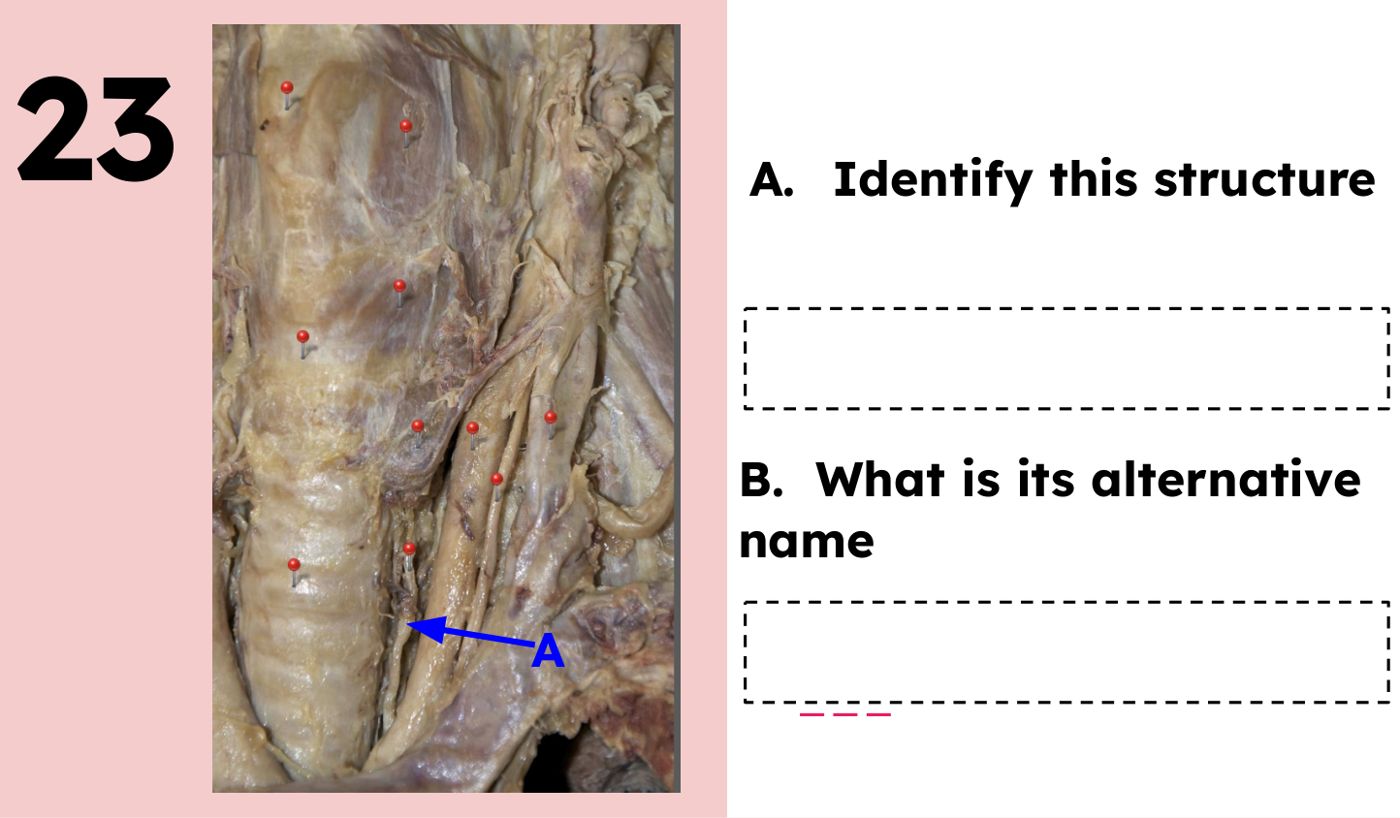 23
A. Identify this structure
A
B. What is its alternative
name